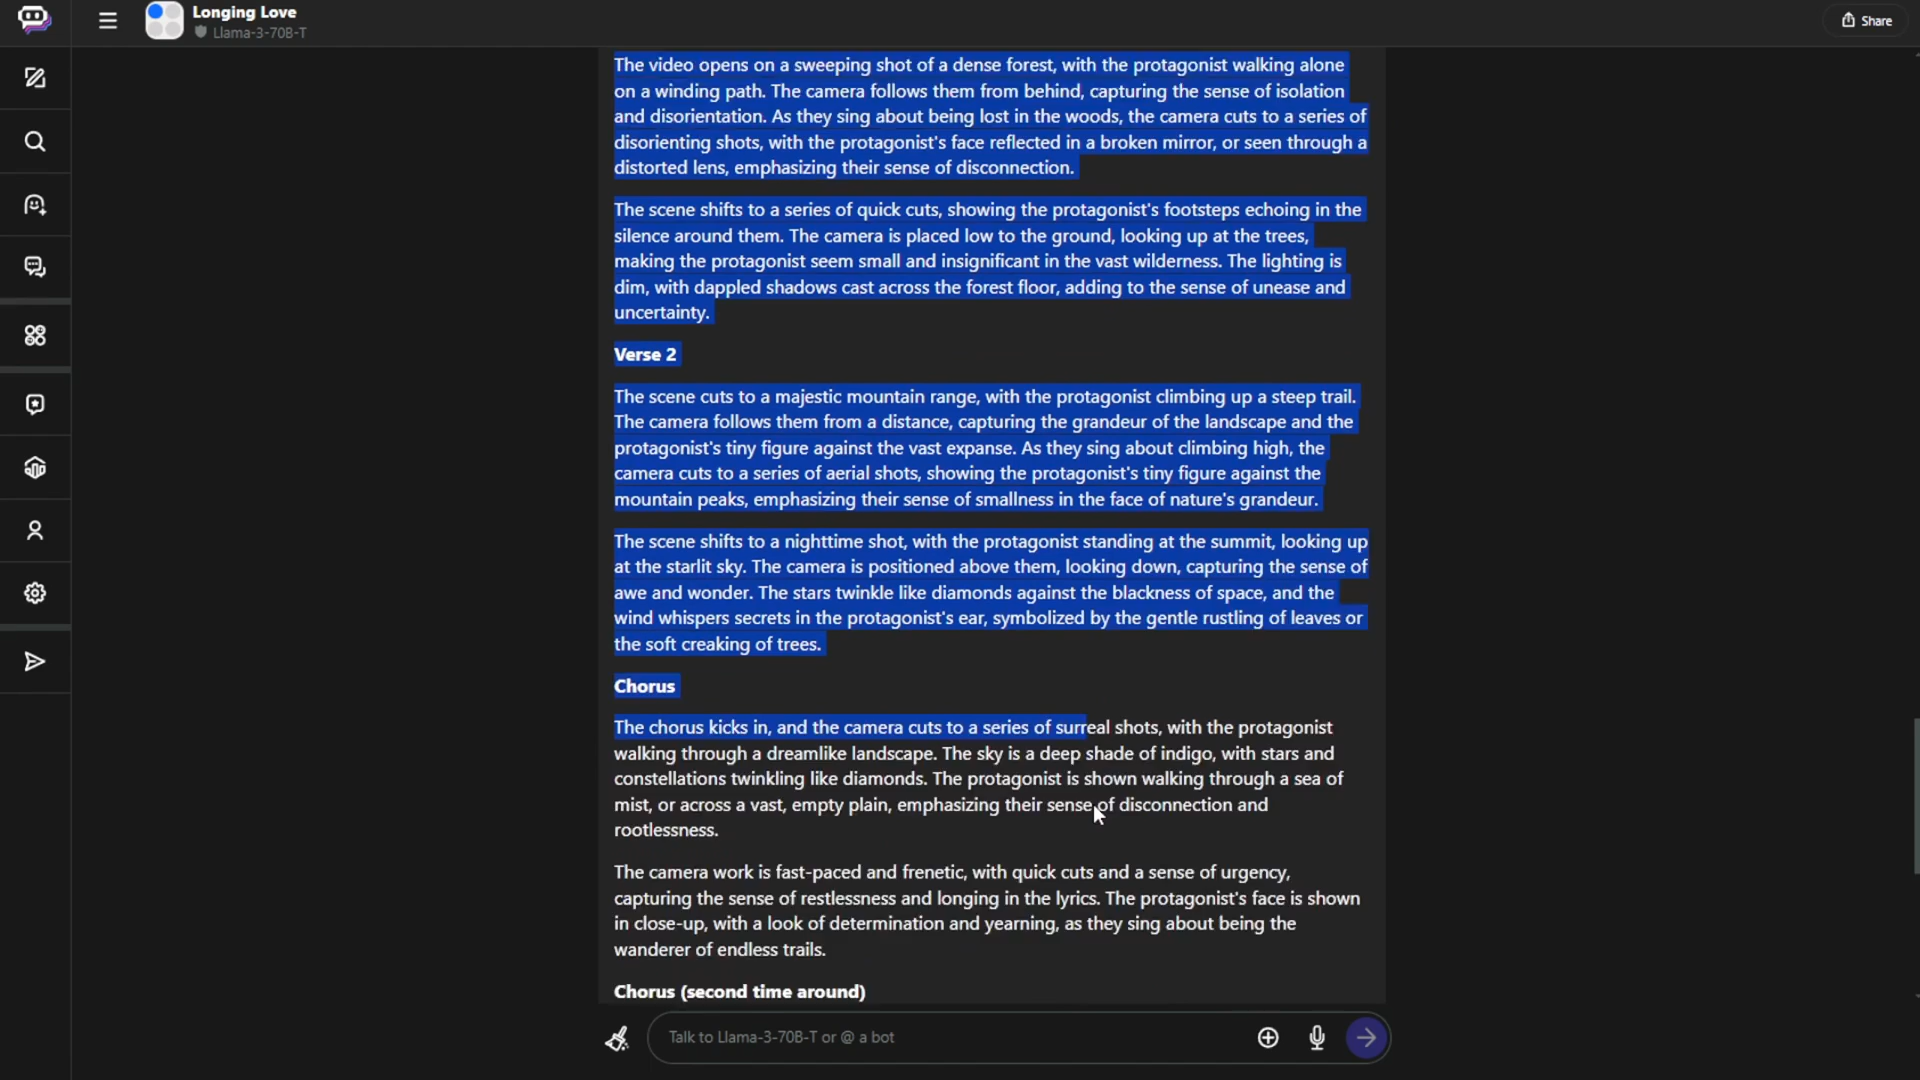 Longing Love
Llama-3-70B-T
Share
The video opens on a sweeping shot of a dense forest, with the protagonist walking alone
on a winding path. The camera follows them from behind, capturing the sense of isolation
and disorientation. As they sing about being lost in the woods, the camera cuts to a series of
disorienting shots, with the protagonist's face reflected in a broken mirror, or seen through a
distorted lens, emphasizing their sense of disconnection.
The scene shifts to a series of quick cuts, showing the protagonist's footsteps echoing in the
silence around them. The camera is placed low to the ground, looking up at the trees,
making the protagonist seem small and insignificant in the vast wilderness. The lighting is
dim, with dappled shadows cast across the forest floor, adding to the sense of unease and
uncertainty.
Verse 2
The scene cuts to a majestic mountain range, with the protagonist climbing up a steep trail.
The camera follows them from a distance, capturing the grandeur of the landscape and the
protagonist's tiny figure against the vast expanse. As they sing about climbing high, the
camera cuts to a series of aerial shots, showing the protagonist's tiny figure against the
mountain peaks, emphasizing their sense of smallness in the face of nature's grandeur.
The scene shifts to a nighttime shot, with the protagonist standing at the summit, looking up
at the starlit sky. The camera is positioned above them, looking down, capturing the sense of
awe and wonder. The stars twinkle like diamonds against the blackness of space, and the
wind whispers secrets in the protagonist's ear, symbolized by the gentle rustling of leaves or
the soft creaking of trees.
Chorus
The chorus kicks in, and the camera cuts to a series of surreal shots, with the protagonist
walking through a dreamlike landscape. The sky is a deep shade of indigo, with stars and
constellations twinkling like diamonds. The protagonist is shown walking through a sea of
mist, or across a vast, empty plain, emphasizing their sense of disconnection and
rootlessness.
The camera work is fast-paced and frenetic, with quick cuts and a sense of urgency,
capturing the sense of restlessness and longing in the lyrics. The protagonist's face is shown
in close-up, with a look of determination and yearning, as they sing about being the
wanderer of endless trails.
Chorus (second time around)
Talk to Llama-3-70B-T or @ a bot